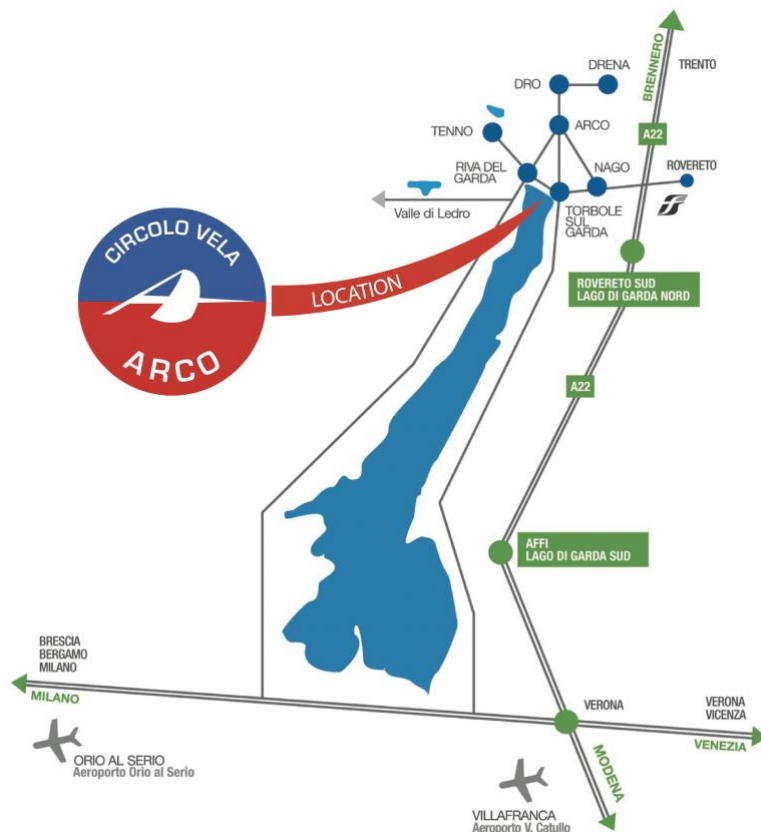 TRENTO
BRENNERO
DRENA
DRO
A22
ARCO
TENNO
RIVA DEL
GARDA
NAGO
ROVERETO
Valle di Ledro
TORBOLE
SUL
GARDA
CIRCOLO VELA
ARCO
LOCATION
ROVERETO SUD
LAGO DI GARDA NORD
A22
AFFI
LAGO DI GARDA SUD
BRESCIA
BERGAMO
MILANO
MILANO
VERONA
VERONA
VICENZA
VENEZIA
MODENA
ORIO AL SERIO
Aeroporto Orio al Serio
VILLAFRANCA
Aeroporto V. Catullo